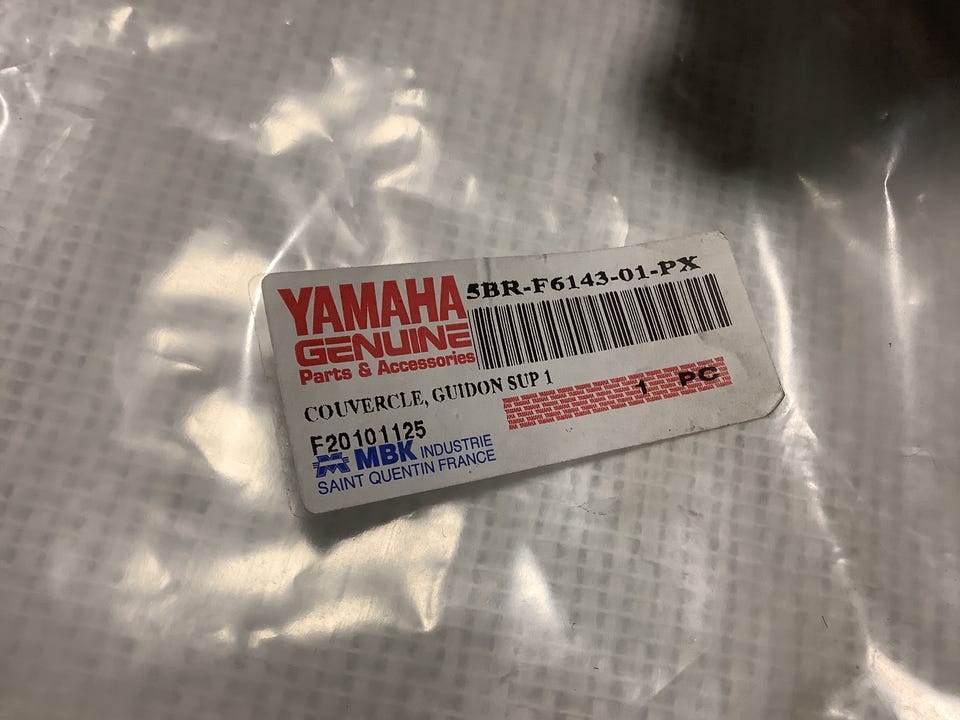 YAMAHA
GENUINE
Parts & Accessories
5BR-F6143-01-PX
COUVERCLE, GUIDON SUP 1
1 PC
F20101125
MBK INDUSTRIE
SAINT QUENTIN FRANCE